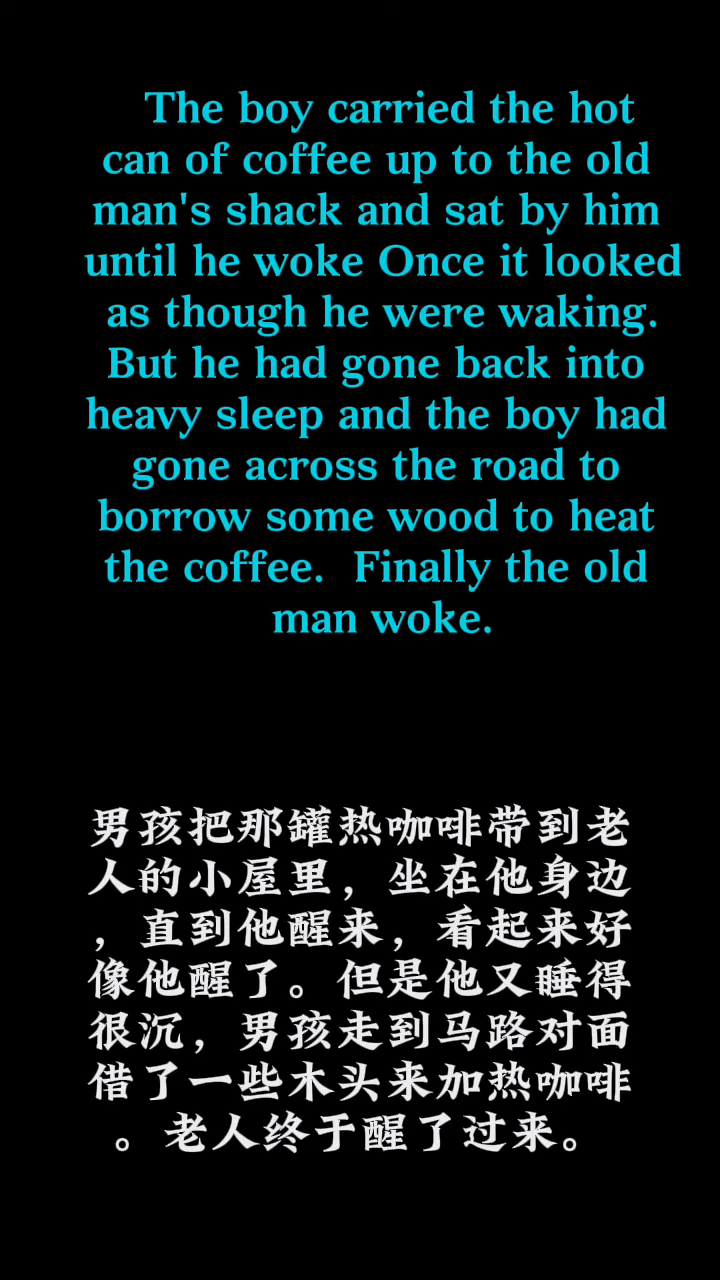 The boy carried the hot
can of coffee up to the old
man's shack and sat by him
until he woke Once it looked
as though he were waking.
But he had gone back into
heavy sleep and the boy had
gone across the road to
borrow some wood to heat
the coffee.  Finally the old
man woke.
男孩把那罐热咖啡带到老
人的小屋里，坐在他身边
，直到他醒来，看起来好
像他醒了。但是他又睡得
很沉，男孩走到马路对面
借了一些木头来加热咖啡
。老人终于醒了过来。